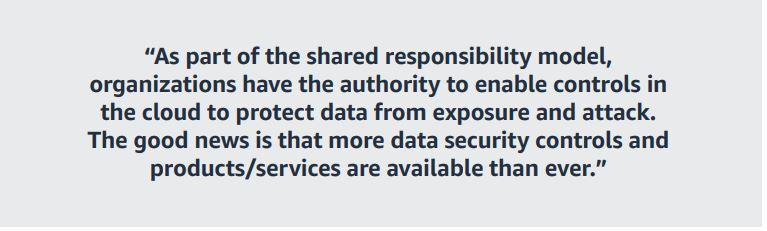 “As part of the shared responsibility model,
organizations have the authority to enable controls in
the cloud to protect data from exposure and attack.
The good news is that more data security controls and
products/services are available than ever.”